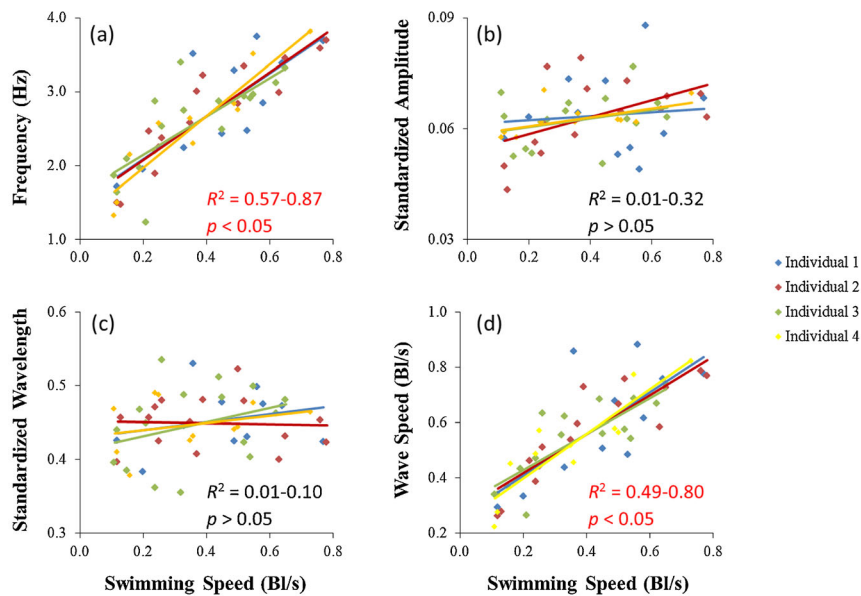 (a)
4.0
3.0
2.0
1.0
0.0 0.2 0.4 0.6 0.8
Frequency (Hz)
R² = 0.57-0.87
p < 0.05
(b)
0.09
0.06
0.03
0.0 0.2 0.4 0.6 0.8
Standardized Amplitude
R² = 0.01-0.32
p > 0.05
(c)
0.6
0.5
0.4
0.3
0.0 0.2 0.4 0.6 0.8
Standardized Wavelength
R² = 0.01-0.10
p > 0.05
Swimming Speed (Bl/s)
(d)
1.0
0.8
0.6
0.4
0.2
0.0 0.2 0.4 0.6 0.8
Wave Speed (Bl/s)
R² = 0.49-0.80
p < 0.05
Swimming Speed (Bl/s)
Individual 1
Individual 2
Individual 3
Individual 4